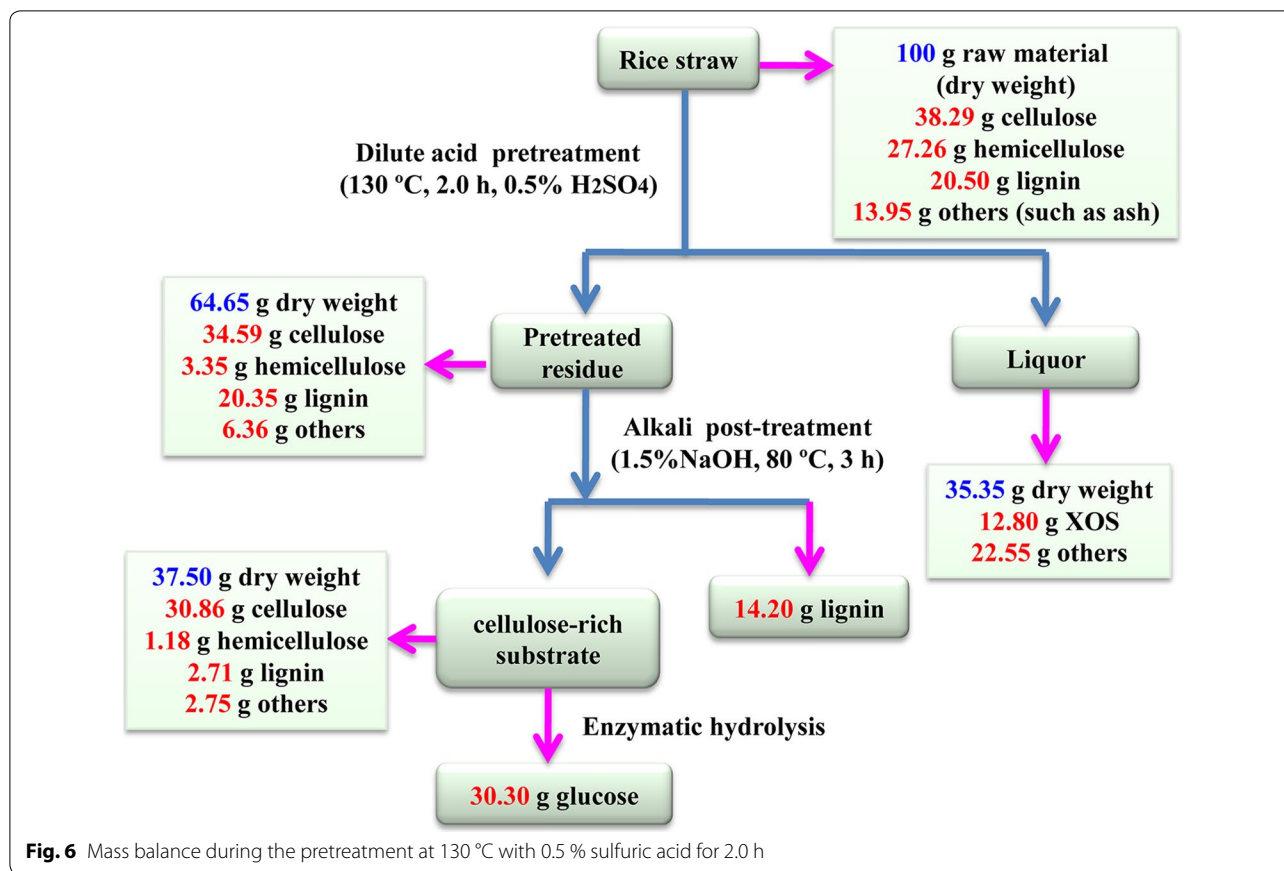 Rice straw
100 g raw material
(dry weight)
38.29 g cellulose
27.26 g hemicellulose
20.50 g lignin
13.95 g others (such as ash)
Dilute acid pretreatment
(130 ºC, 2.0 h, 0.5% H2SO4)
64.65 g dry weight
34.59 g cellulose
3.35 g hemicellulose
20.35 g lignin
6.36 g others
Pretreated
residue
Liquor
Alkali post-treatment
(1.5%NaOH, 80 ºC, 3 h)
35.35 g dry weight
12.80 g XOS
22.55 g others
37.50 g dry weight
30.86 g cellulose
1.18 g hemicellulose
2.71 g lignin
2.75 g others
cellulose-rich
substrate
14.20 g lignin
Enzymatic hydrolysis
30.30 g glucose
Fig. 6 Mass balance during the pretreatment at 130 °C with 0.5 % sulfuric acid for 2.0 h